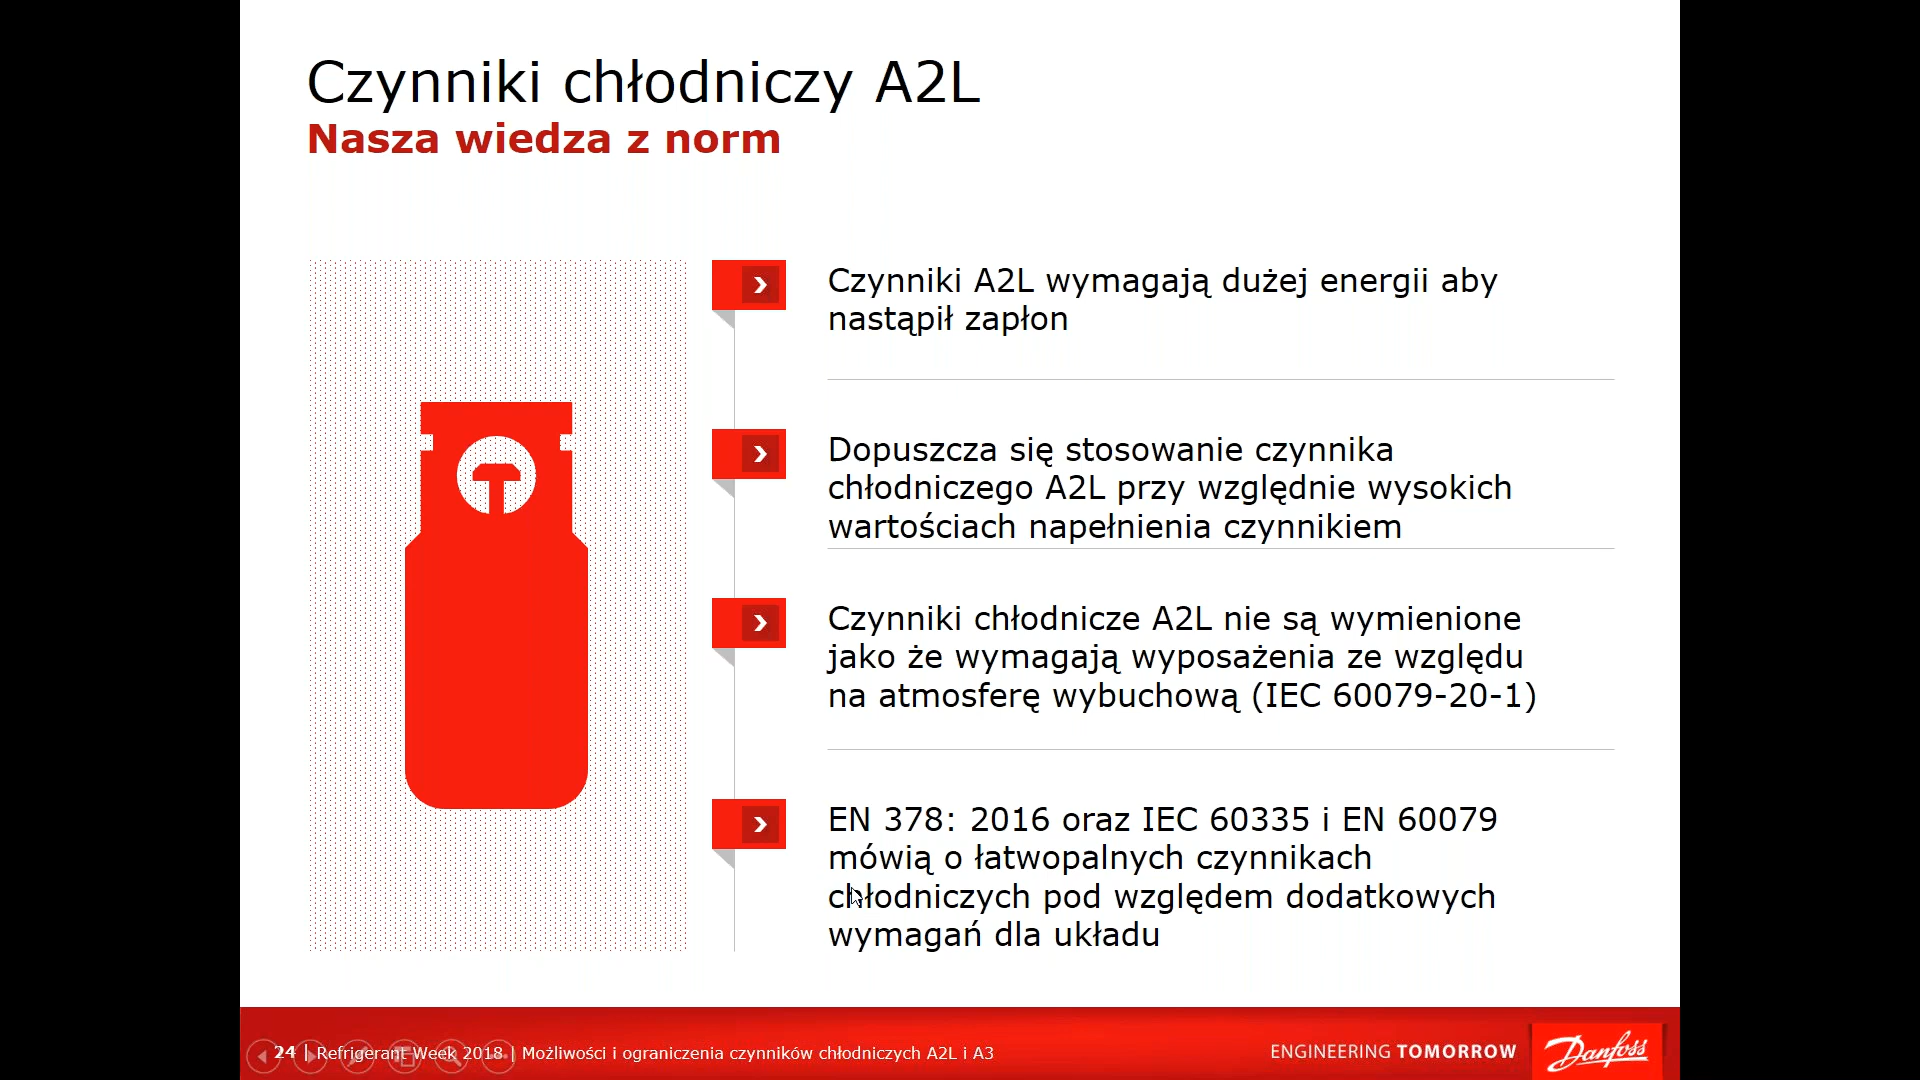 Czynniki chłodniczy A2L
Nasza wiedza z norm
Czynniki A2L wymagają dużej energii aby
nastąpił zapłon
Dopuszcza się stosowanie czynnika
chłodniczego A2L przy względnie wysokich
wartościach napełnienia czynnikiem
Czynniki chłodnicze A2L nie są wymienione
jako że wymagają wyposażenia ze względu
na atmosferę wybuchową (IEC 60079-20-1)
EN 378: 2016 oraz IEC 60335 i EN 60079
mówią o łatwopalnych czynnikach
chłodniczych pod względem dodatkowych
wymagań dla układu
24 | Refrigerant Week 2018 | Możliwości i ograniczenia czynników chłodniczych A2L i A3
ENGINEERING TOMORROW
Danfoss